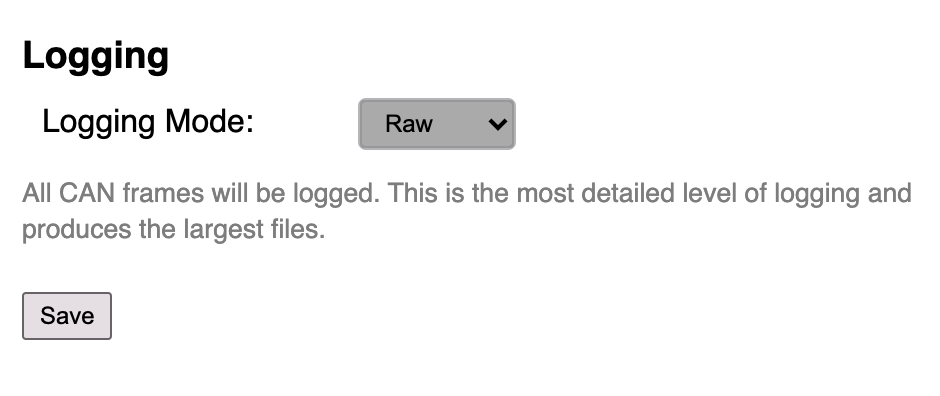 Logging
Logging Mode: Raw
All CAN frames will be logged. This is the most detailed level of logging and
produces the largest files.
Save